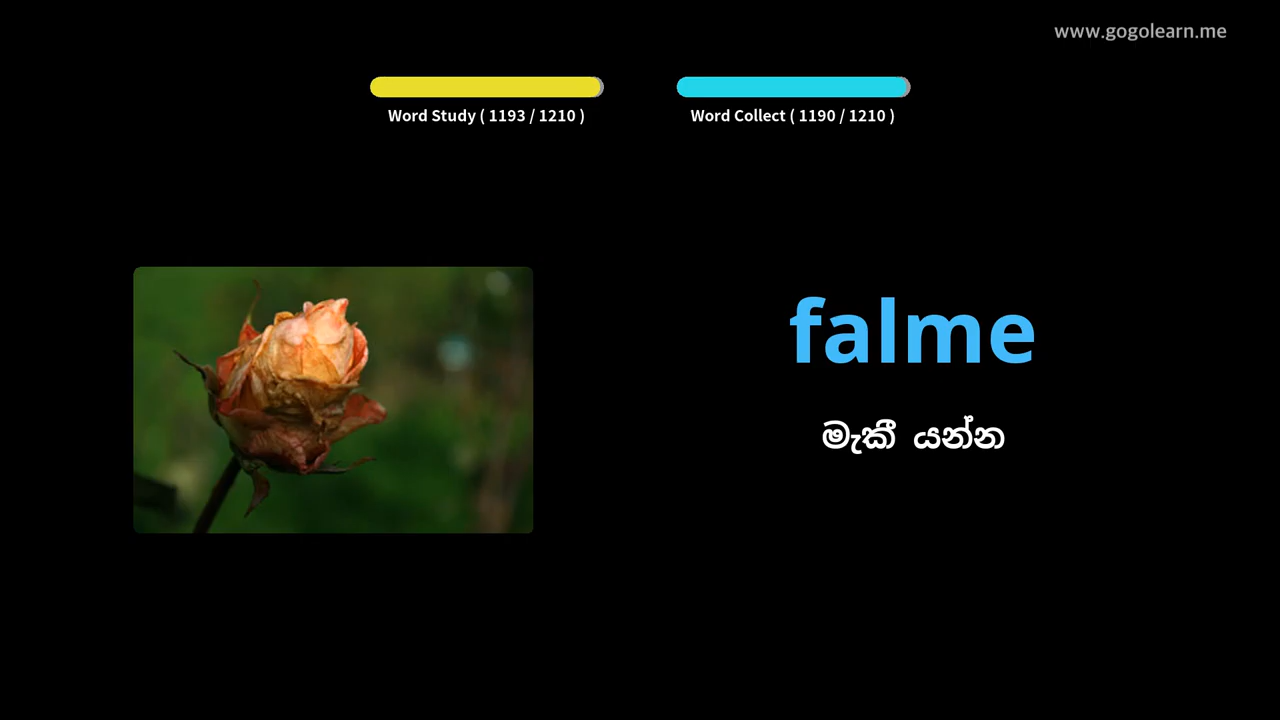 www.gogolearn.me
Word Study ( 1193 / 1210 )
Word Collect ( 1190 / 1210 )
falme
මැකී යන්න